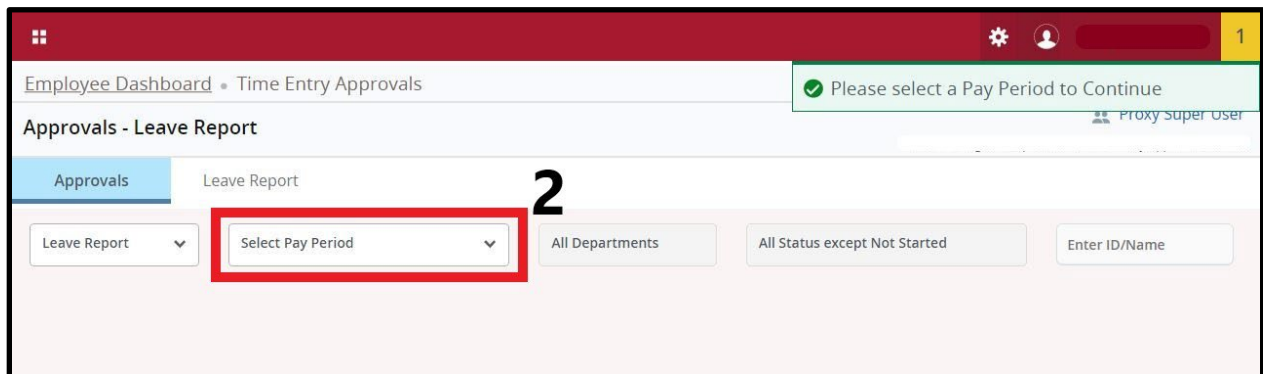 1
Employee Dashboard • Time Entry Approvals
Please select a Pay Period to Continue
Approvals - Leave Report
Proxy Super User
Approvals
Leave Report
2
Leave Report
Select Pay Period
All Departments
All Status except Not Started
Enter ID/Name